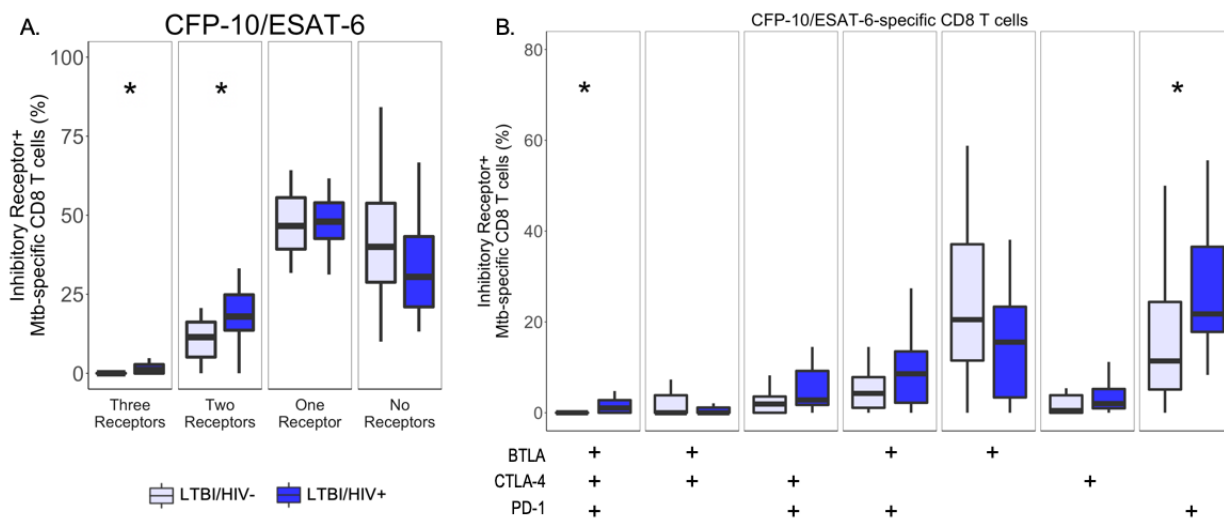 A.
CFP-10/ESAT-6
Inhibitory Receptor+
Mtb-specific CD8 T cells (%)
100
75
50
25
0
* *
Three Receptors
Two Receptors
One Receptor
No Receptors
LTBI/HIV- LTBI/HIV+
B.
CFP-10/ESAT-6-specific CD8 T cells
Inhibitory Receptor+
Mtb-specific CD8 T cells (%)
80
60
40
20
0
* *
BTLA + + + +
CTLA-4 + + + +
PD-1 + + + +